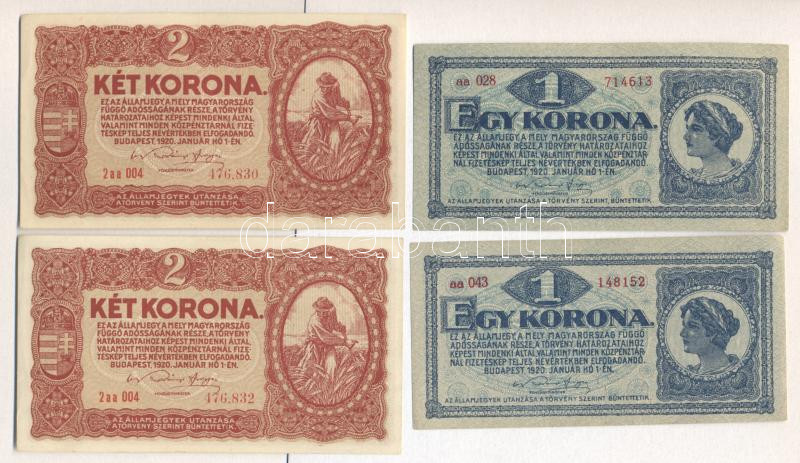 2
KÉT KORONA.
EZ AZ ÁLLAMJEGY A MELY MAGYARORSZÁG
FÜGGŐ ADÓSSÁGÁNAK RÉSZE, A TÖRVÉNY
HATÁROZATAIHOZ KÉPEST MINDENKI ÁLTAL
VALAMINT MINDEN KÖZPÉNZTÁRNÁL FIZE-
TÉSKÉP TELJES NÉVÉRTÉKBEN ELFOGADANDÓ.
BUDAPEST, 1920. JANUÁR HÓ 1-ÉN.
2aa 004 476.830
AZ ÁLLAMJEGYEK UTÁNZÁSA
A TÖRVÉNY SZERINT BÜNTETTETIK.
aa 028 1 714613
EGY KORONA.
EZ AZ ÁLLAMJEGY A MELY MAGYARORSZÁG FÜGGŐ
ADÓSSÁGÁNAK RÉSZE, A TÖRVÉNY HATÁROZATAIHOZ
KÉPEST MINDENKI ÁLTAL VALAMINT MINDEN KÖZPÉNZTÁR-
NÁL FIZETÉSKÉP TELJES NÉVÉRTÉKBEN ELFOGADANDÓ.
BUDAPEST, 1920. JANUÁR HÓ 1-ÉN.
AZ ÁLLAMJEGYEK UTÁNZÁSA A TÖRVÉNY SZERINT BÜNTETTETIK.
darabanth
2
KÉT KORONA.
EZ AZ ÁLLAMJEGY A MELY MAGYARORSZÁG
FÜGGŐ ADÓSSÁGÁNAK RÉSZE, A TÖRVÉNY
HATÁROZATAIHOZ KÉPEST MINDENKI ÁLTAL
VALAMINT MINDEN KÖZPÉNZTÁRNÁL FIZE-
TÉSKÉP TELJES NÉVÉRTÉKBEN ELFOGADANDÓ.
BUDAPEST, 1920. JANUÁR HÓ 1-ÉN.
2aa 004 476.832
AZ ÁLLAMJEGYEK UTÁNZÁSA
A TÖRVÉNY SZERINT BÜNTETTETIK.
aa 043 1 148152
EGY KORONA.
EZ AZ ÁLLAMJEGY A MELY MAGYARORSZÁG FÜGGŐ
ADÓSSÁGÁNAK RÉSZE, A TÖRVÉNY HATÁROZATAIHOZ
KÉPEST MINDENKI ÁLTAL VALAMINT MINDEN KÖZPÉNZTÁR-
NÁL FIZETÉSKÉP TELJES NÉVÉRTÉKBEN ELFOGADANDÓ.
BUDAPEST, 1920. JANUÁR HÓ 1-ÉN.
AZ ÁLLAMJEGYEK UTÁNZÁSA A TÖRVÉNY SZERINT BÜNTETTETIK.